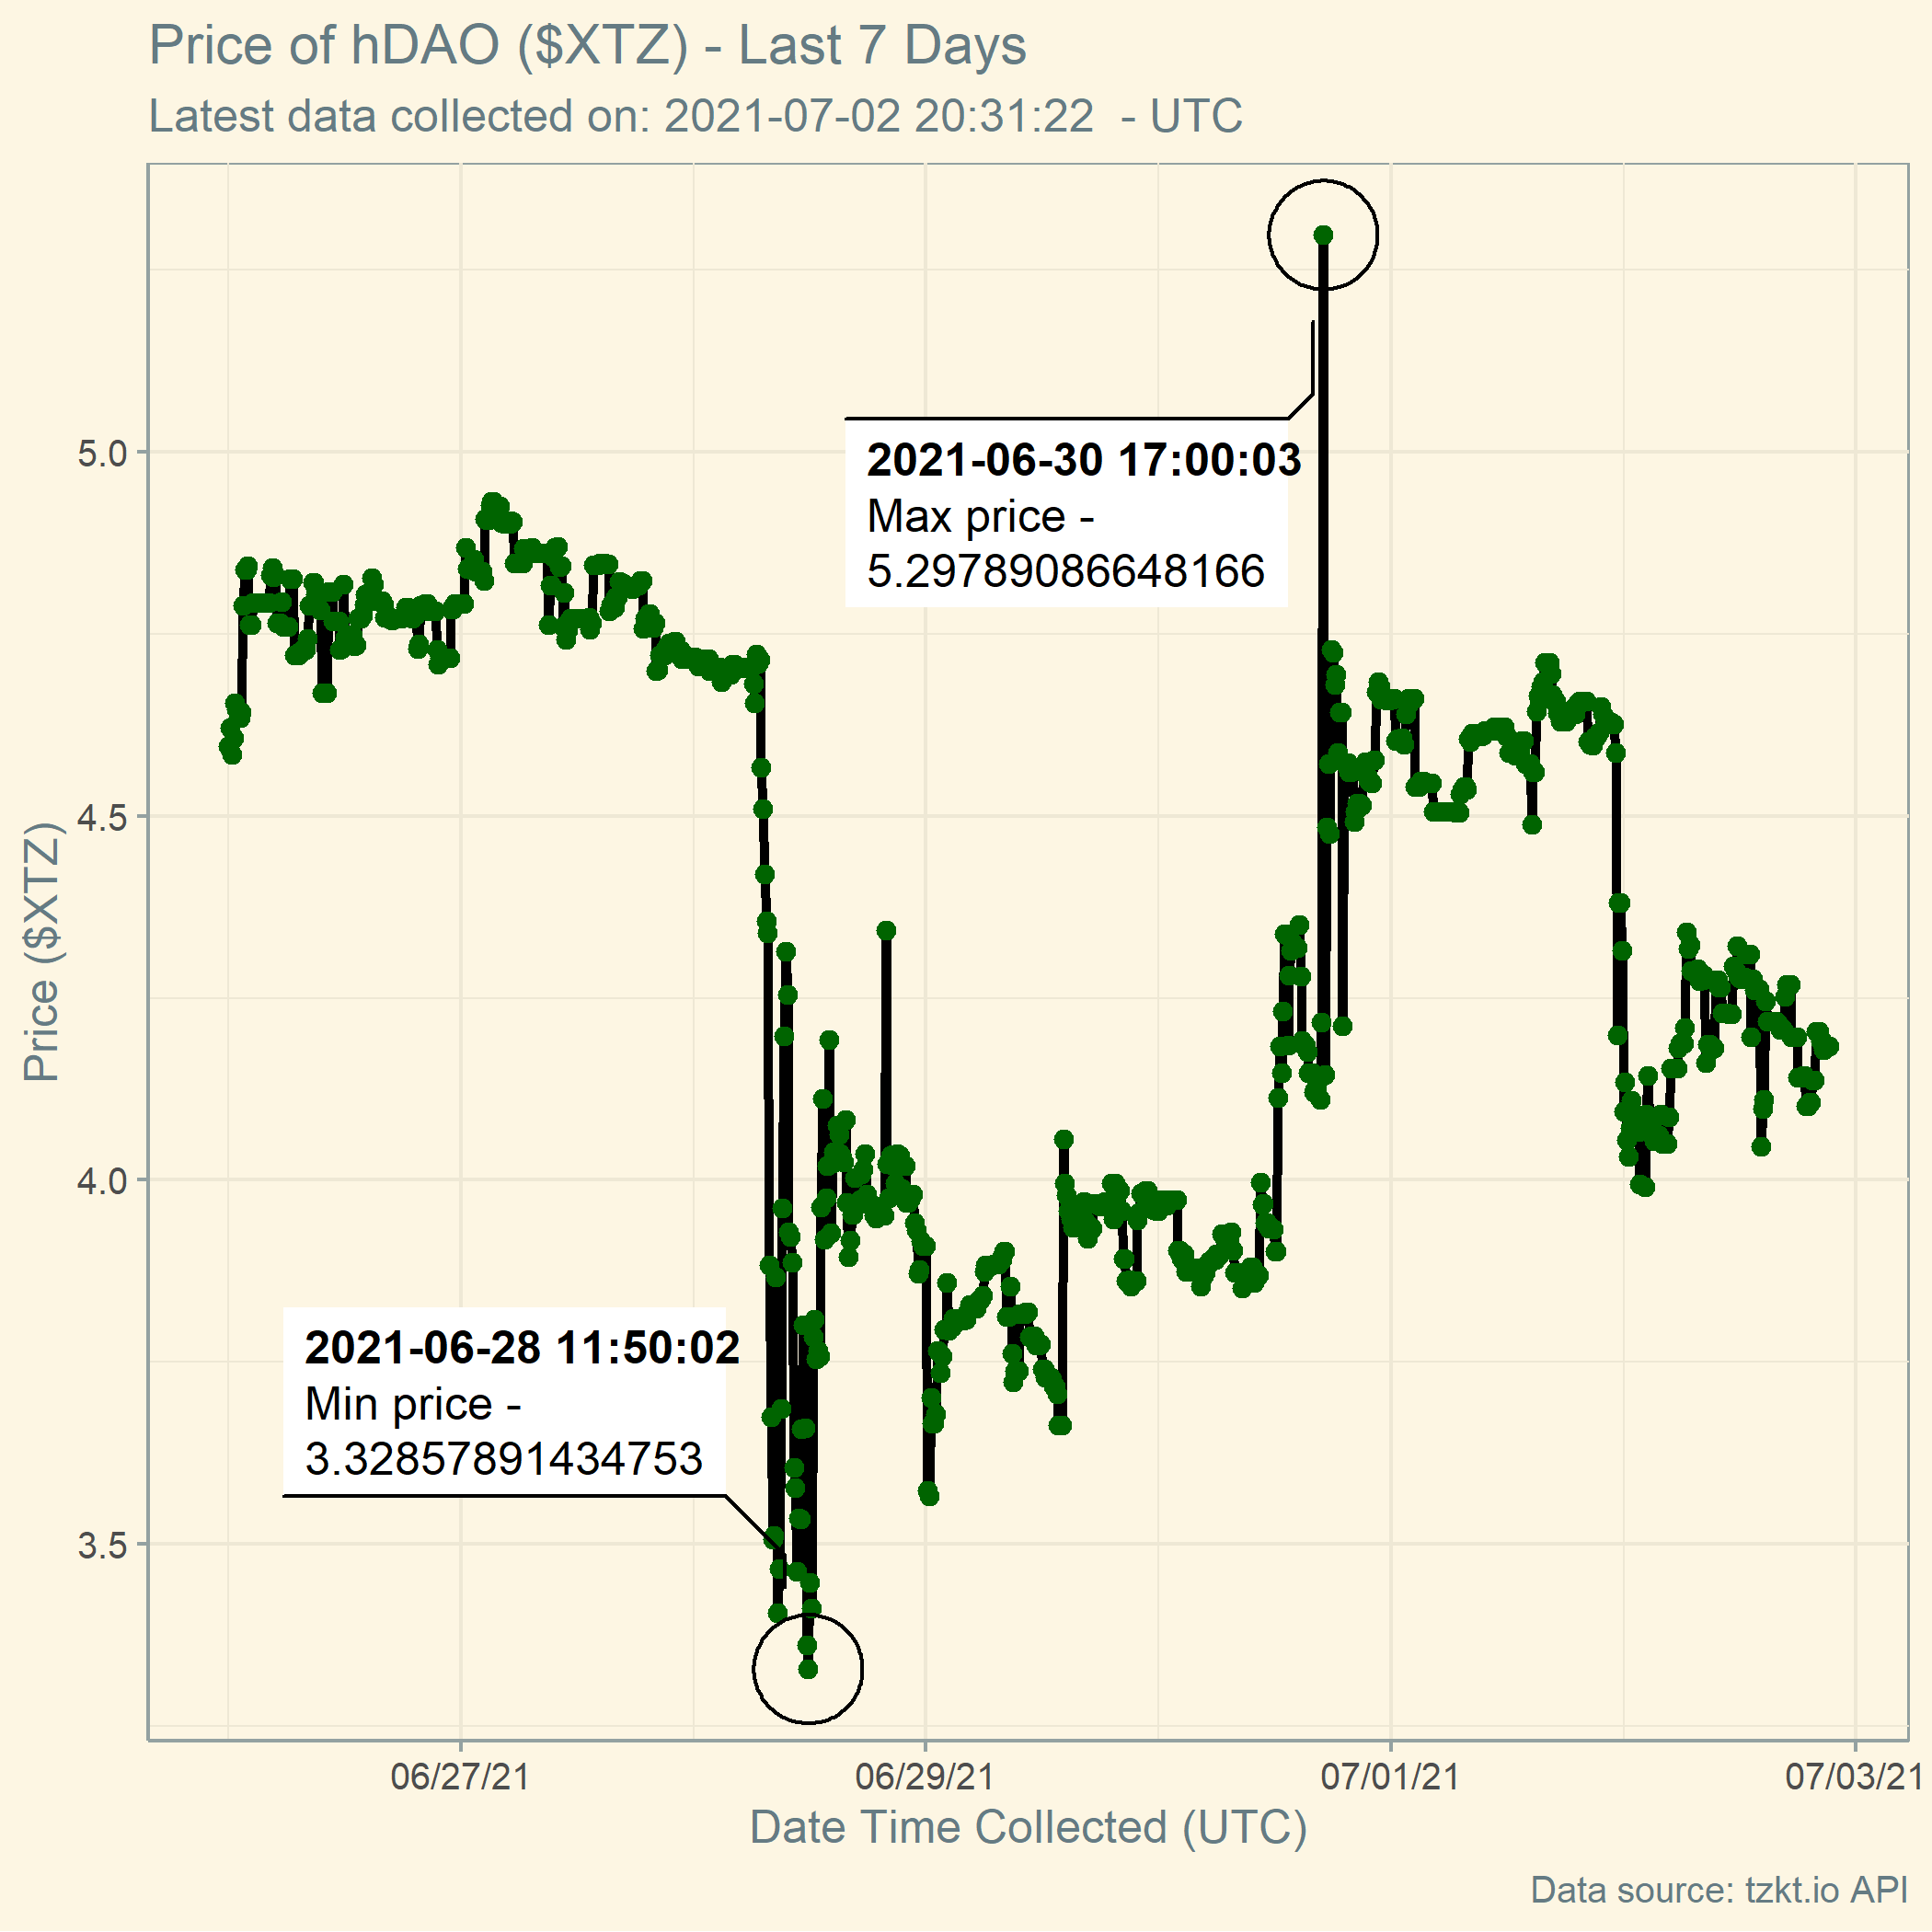 Price of hDAO ($XTZ) - Last 7 Days
Latest data collected on: 2021-07-02 20:31:22  - UTC
Price ($XTZ)
5.0
4.5
4.0
3.5
2021-06-30 17:00:03
Max price -
5.29789086648166
2021-06-28 11:50:02
Min price -
3.32857891434753
06/27/21
06/29/21
07/01/21
07/03/21
Date Time Collected (UTC)
Data source: tzkt.io API